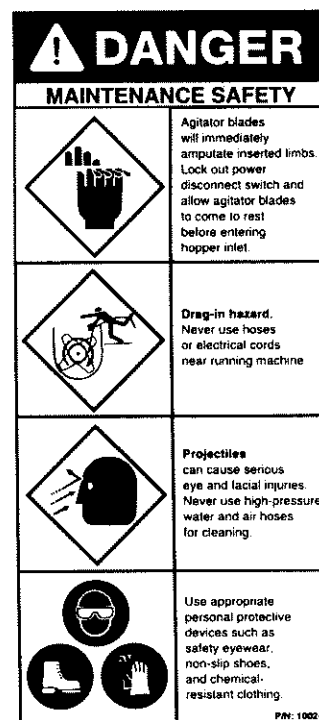 DANGER
MAINTENANCE SAFETY
Agitator blades
will immediately
amputate inserted limbs.
Lock out power
disconnect switch and
allow agitator blades
to come to rest
before entering
hopper inlet.
Drag-in hazard.
Never use hoses
or electrical cords
near running machine
Projectiles
can cause serious
eye and facial injuries.
Never use high-pressure
water and air hoses
for cleaning.
Use appropriate
personal protective
devices such as
safety eyewear,
non-slip shoes,
and chemical-
resistant clothing.
P/N: 1002